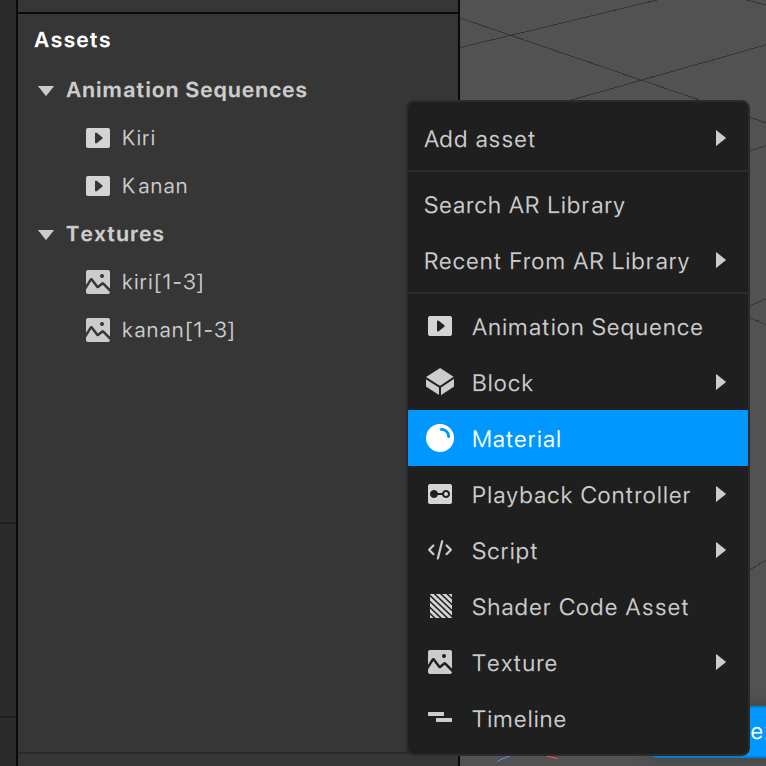 Assets
Animation Sequences
Kiri
Kanan
Textures
kiri[1-3]
kanan[1-3]
Add asset
Search AR Library
Recent From AR Library
Animation Sequence
Block
Material
Playback Controller
Script
Shader Code Asset
Texture
Timeline